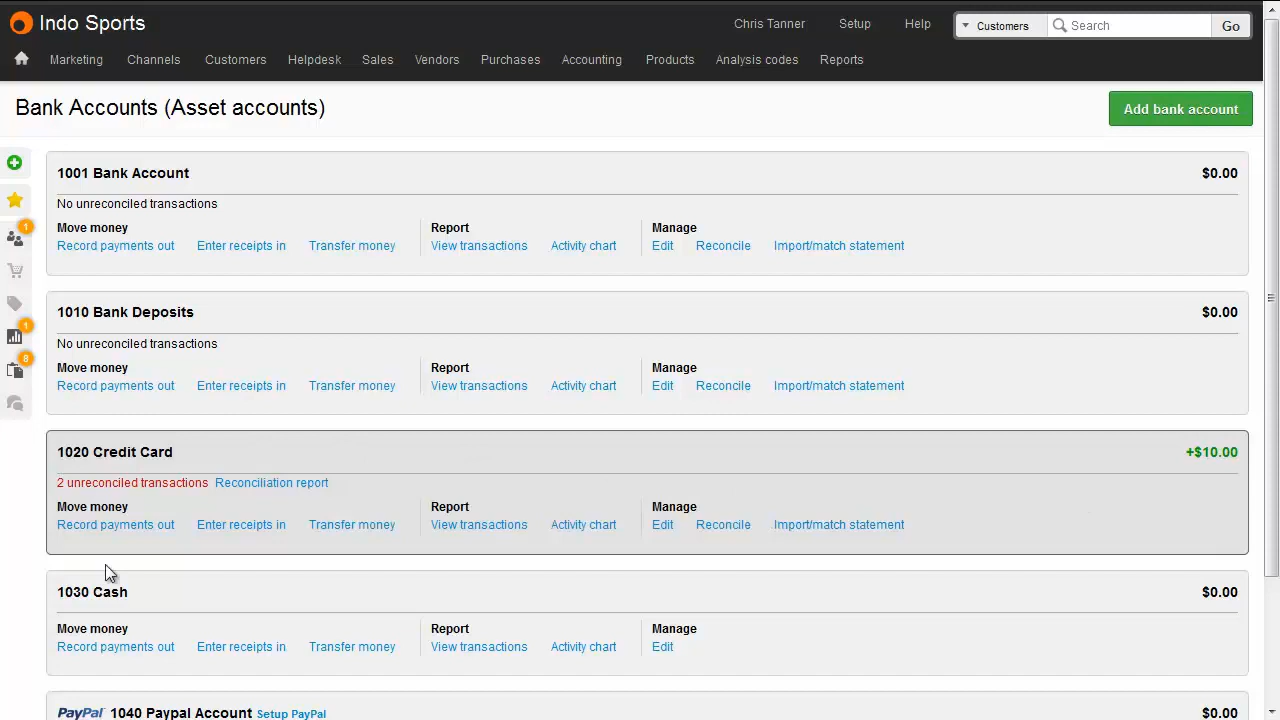 Indo Sports
Chris Tanner Setup Help Customers Search Go
Marketing Channels Customers Helpdesk Sales Vendors Purchases Accounting Products Analysis codes Reports
Bank Accounts (Asset accounts)
Add bank account
1001 Bank Account $0.00
No unreconciled transactions
Move money Report Manage
Record payments out Enter receipts in Transfer money View transactions Activity chart Edit Reconcile Import/match statement
1
1010 Bank Deposits $0.00
1
No unreconciled transactions
8
Move money Report Manage
Record payments out Enter receipts in Transfer money View transactions Activity chart Edit Reconcile Import/match statement
1020 Credit Card +$10.00
2 unreconciled transactions Reconciliation report
Move money Report Manage
Record payments out Enter receipts in Transfer money View transactions Activity chart Edit Reconcile Import/match statement
1030 Cash $0.00
Move money Report Manage
Record payments out Enter receipts in Transfer money View transactions Activity chart Edit
PayPal 1040 Paypal Account Setup PayPal $0.00